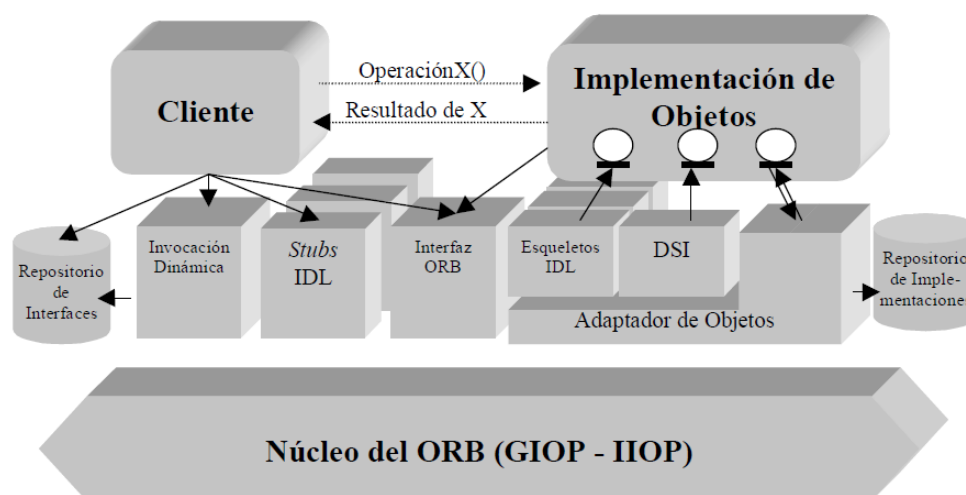 OperaciónX()
Cliente
Resultado de X
Implementación de
Objetos
Repositorio
de
Interfaces
Invocación
Dinámica
Stubs
IDL
Interfaz
ORB
Esqueletos
IDL
DSI
Adaptador de Objetos
Repositorio
de Imple-
mentaciones
Núcleo del ORB (GIOP - IIOP)